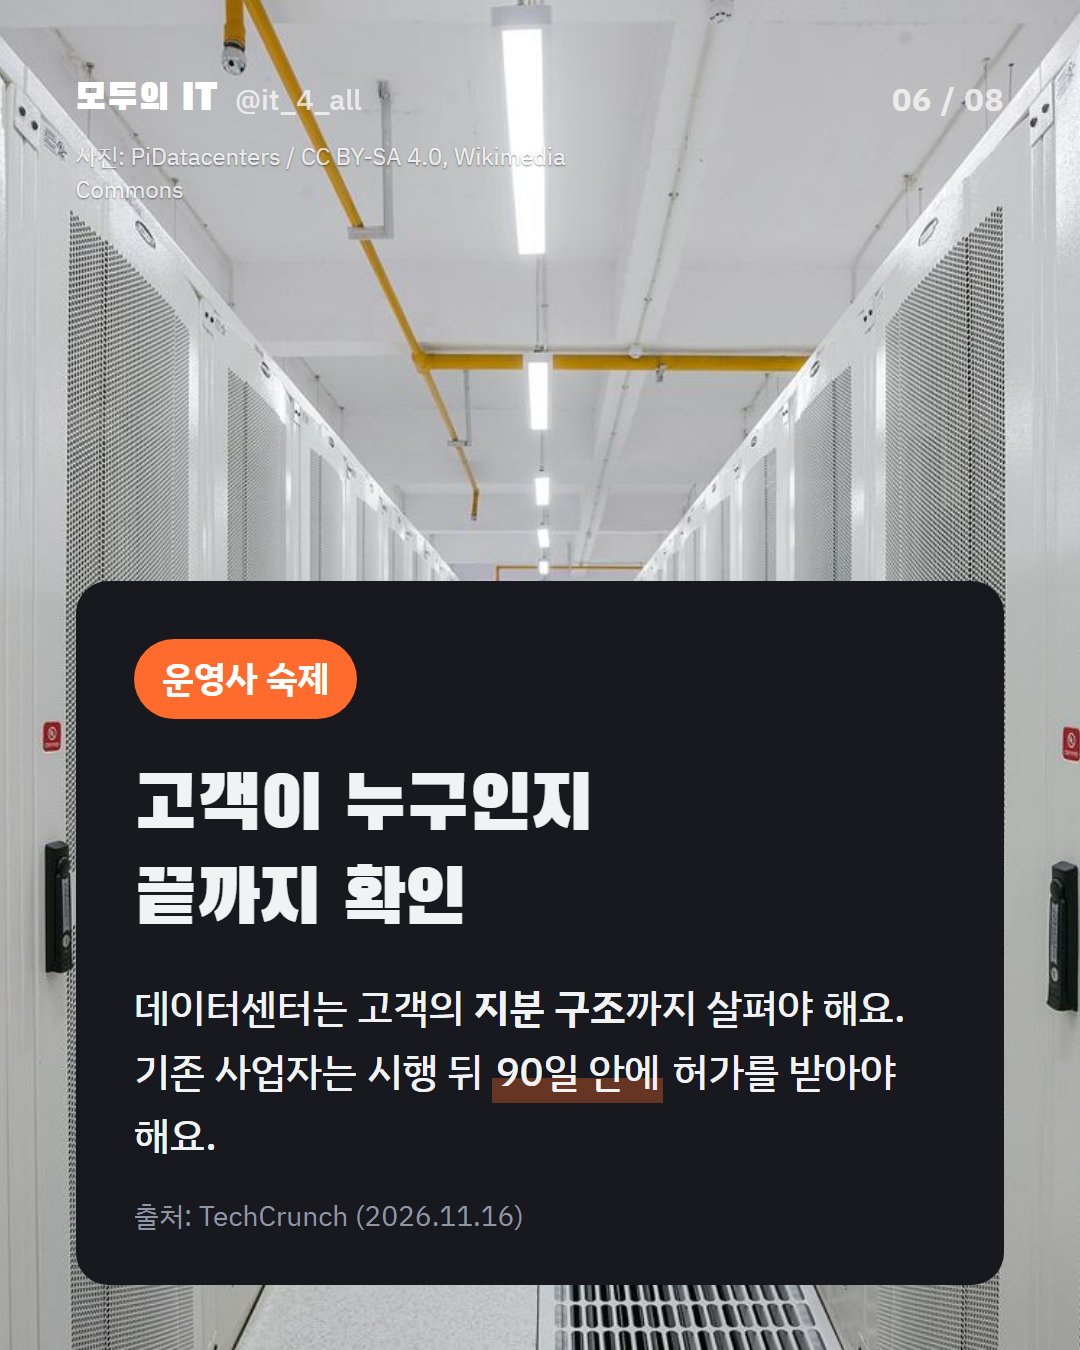 모두의 IT @it_4_all
06 / 08
사진: PiDatacenters / CC BY-SA 4.0, Wikimedia
Commons
운영사 숙제
고객이 누구인지
끝까지 확인
데이터센터는 고객의 지분 구조까지 살펴야 해요.
기존 사업자는 시행 뒤 90일 안에 허가를 받아야
해요.
출처: TechCrunch (2026.11.16)